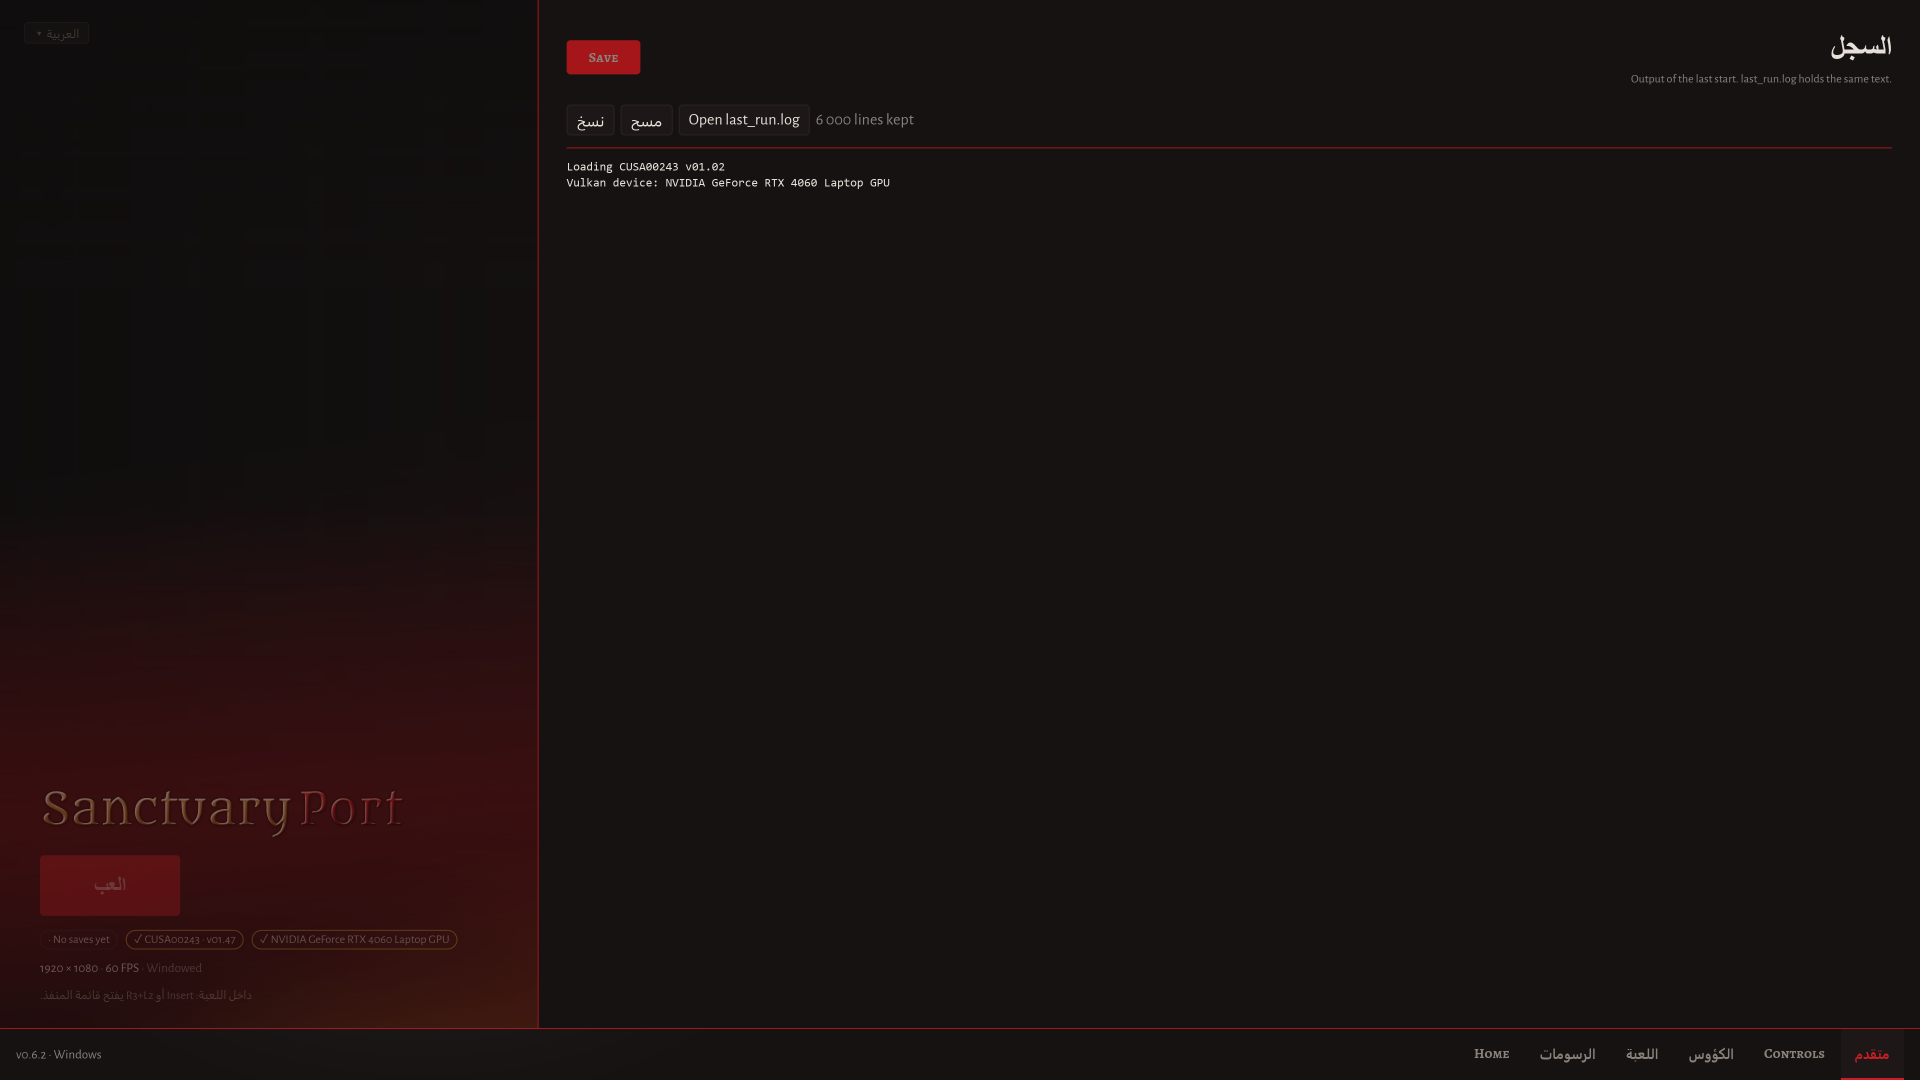 العربية
السجل
Output of the last start. last_run.log holds the same text.
Save
نسخ
مسح
Open last_run.log
6 000 lines kept
Loading CUSA00243 v01.02
Vulkan device: NVIDIA GeForce RTX 4060 Laptop GPU
Sanctuary Port
العب
· No saves yet
✓ CUSA00243 · v01.47
✓ NVIDIA GeForce RTX 4060 Laptop GPU
1920 × 1080 · 60 FPS · Windowed
داخل اللعبة: Insert أو R3+L2 يفتح قائمة المنفذ.
v0.6.2 · Windows
Home
الرسومات
اللعبة
الكؤوس
Controls
متقدم